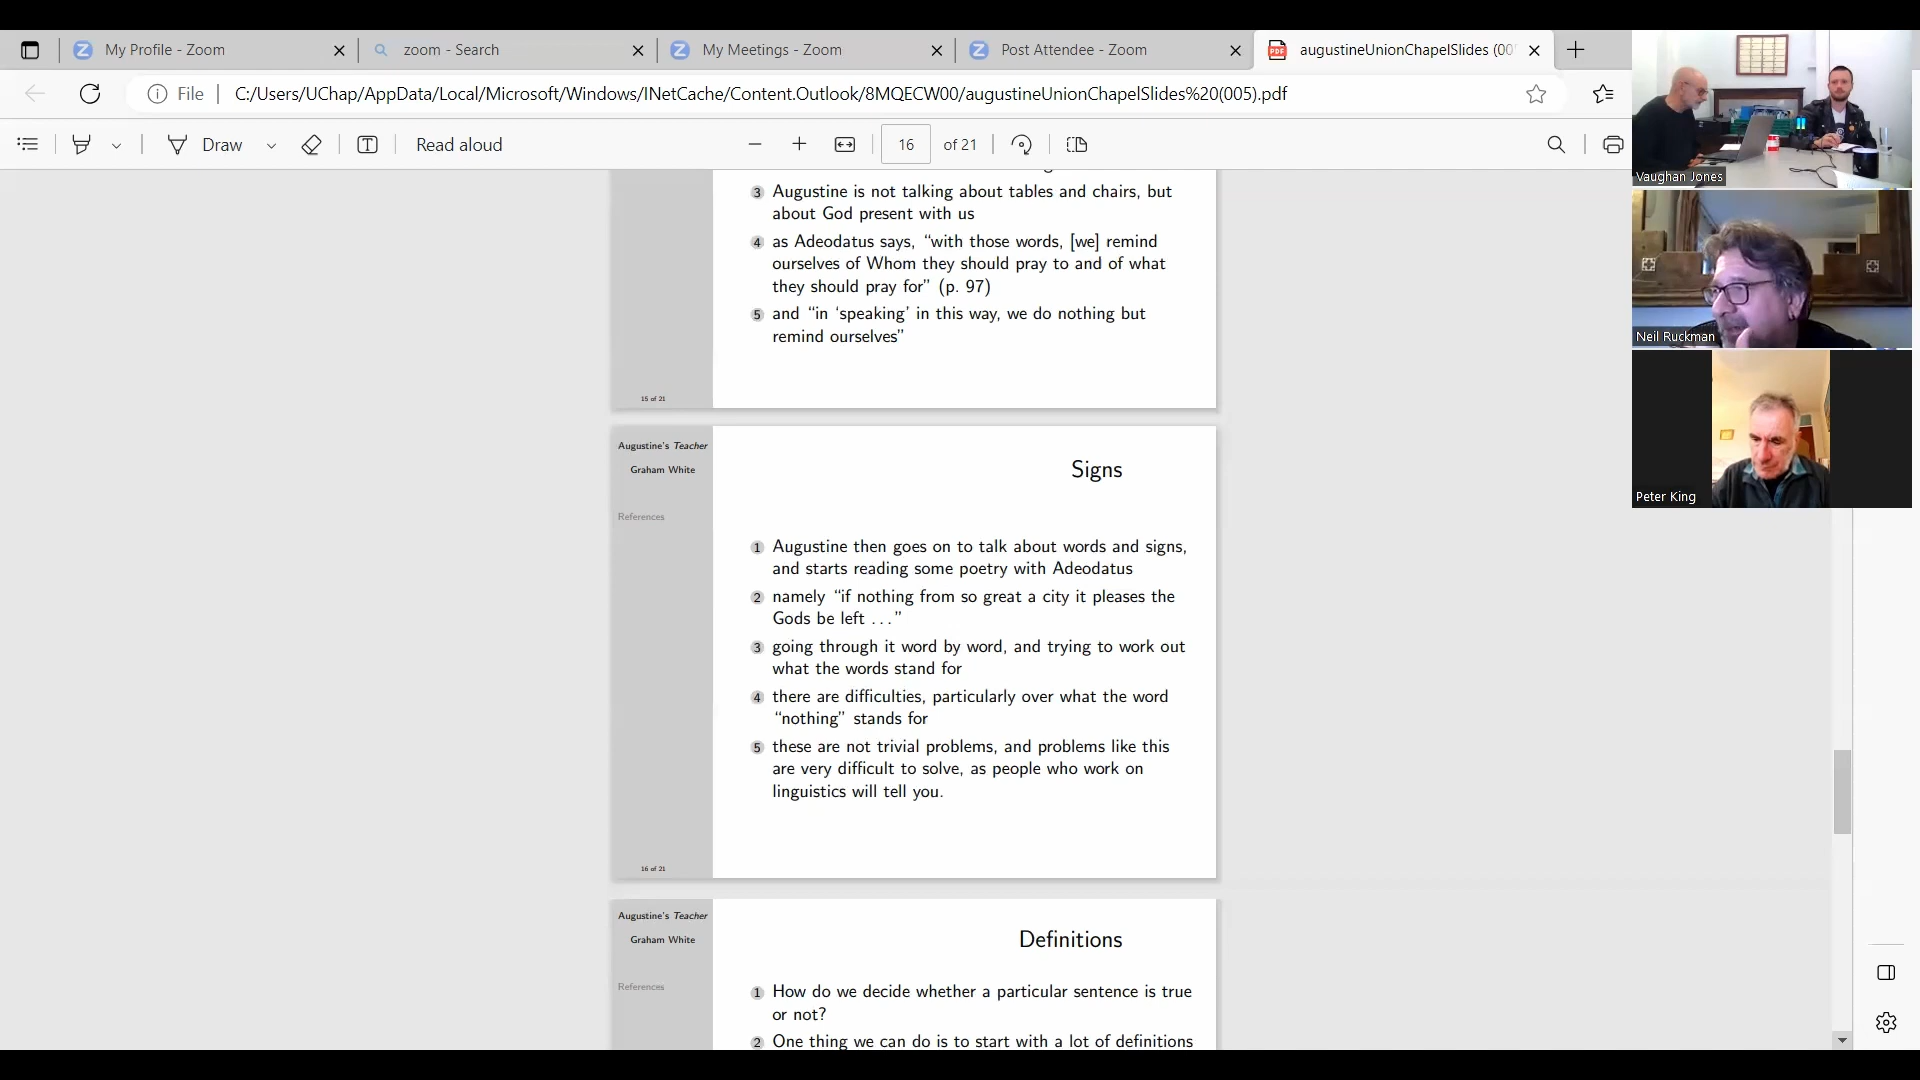 My Profile - Zoom
zoom - Search
My Meetings - Zoom
Post Attendee - Zoom
augustineUnionChapelSlides (00
File
C:/Users/UChap/AppData/Local/Microsoft/Windows/INetCache/Content.Outlook/8MQECW00/augustineUnionChapelSlides%20(005).pdf
Draw
Read aloud
16 of 21
3 Augustine is not talking about tables and chairs, but
about God present with us
4 as Adeodatus says, “with those words, [we] remind
ourselves of Whom they should pray to and of what
they should pray for” (p. 97)
5 and “in ‘speaking’ in this way, we do nothing but
remind ourselves”
15 of 21
Augustine's Teacher
Graham White
References
Signs
1 Augustine then goes on to talk about words and signs,
and starts reading some poetry with Adeodatus
2 namely “if nothing from so great a city it pleases the
Gods be left ...”
3 going through it word by word, and trying to work out
what the words stand for
4 there are difficulties, particularly over what the word
“nothing” stands for
5 these are not trivial problems, and problems like this
are very difficult to solve, as people who work on
linguistics will tell you.
16 of 21
Augustine's Teacher
Graham White
References
Definitions
1 How do we decide whether a particular sentence is true
or not?
2 One thing we can do is to start with a lot of definitions
Vaughan Jones
Neil Ruckman
Peter King